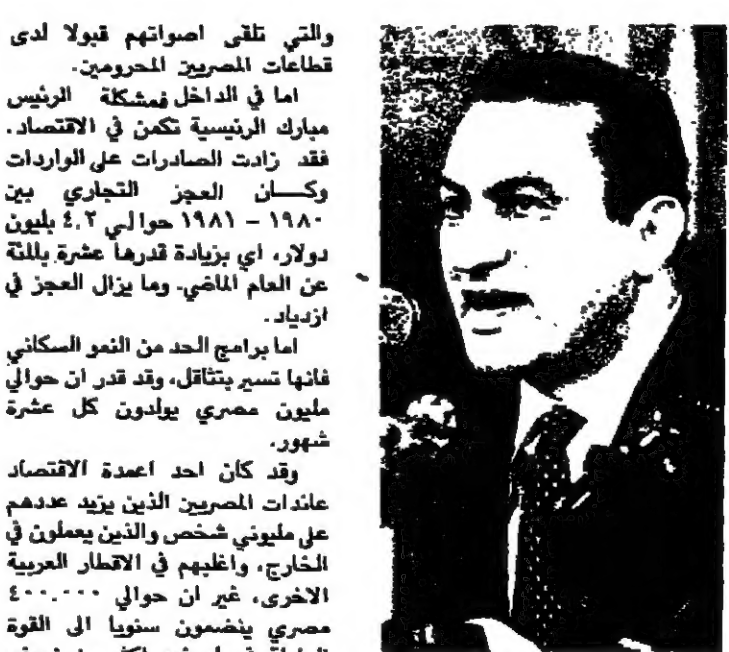 والتي تلقى اصواتهم قبولا لدى
قطاعات المصريين المحرومين.
اما في الداخل فمشكلة الرئيس
مبارك الرئيسية تكمن في الاقتصاد.
فقد زادت الصادرات على الواردات
وكـــان العجز التجاري بين
١٩٨٠ – ١٩٨١ حوالي ٤.٢ بليون
دولار، اي بزيادة قدرها عشرة بالمئة
عن العام الماضي. وما يزال العجز في
ازدياد.
اما برامج الحد من النمو السكاني
فانها تسير بتثاقل، وقد قدر ان حوالي
مليون مصري يولدون كل عشرة
شهور.
وقد كان احد اعمدة الاقتصاد
عائدات المصريين الذين يزيد عددهم
على مليوني شخص والذين يعملون في
الخارج، واغلبهم في الاقطار العربية
الاخرى، غير ان حوالي ٤٠٠.٠٠٠
مصري ينضمون سنويا الى القوة